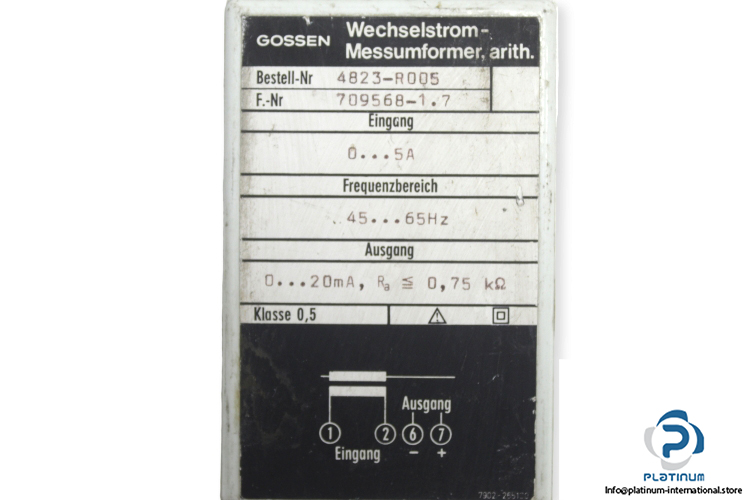 GOSSEN
Wechselstrom-
Messumformer, arith.
Bestell-Nr 4823-R005
F.-Nr 709568-1.7
Eingang
0...5A
Frequenzbereich
45...65Hz
Ausgang
0...20mA, Ra ≦ 0,75 kΩ
Klasse 0,5
Ausgang
1 2 6 7
Eingang - +
PLATINUM
Info@platinum-international.store